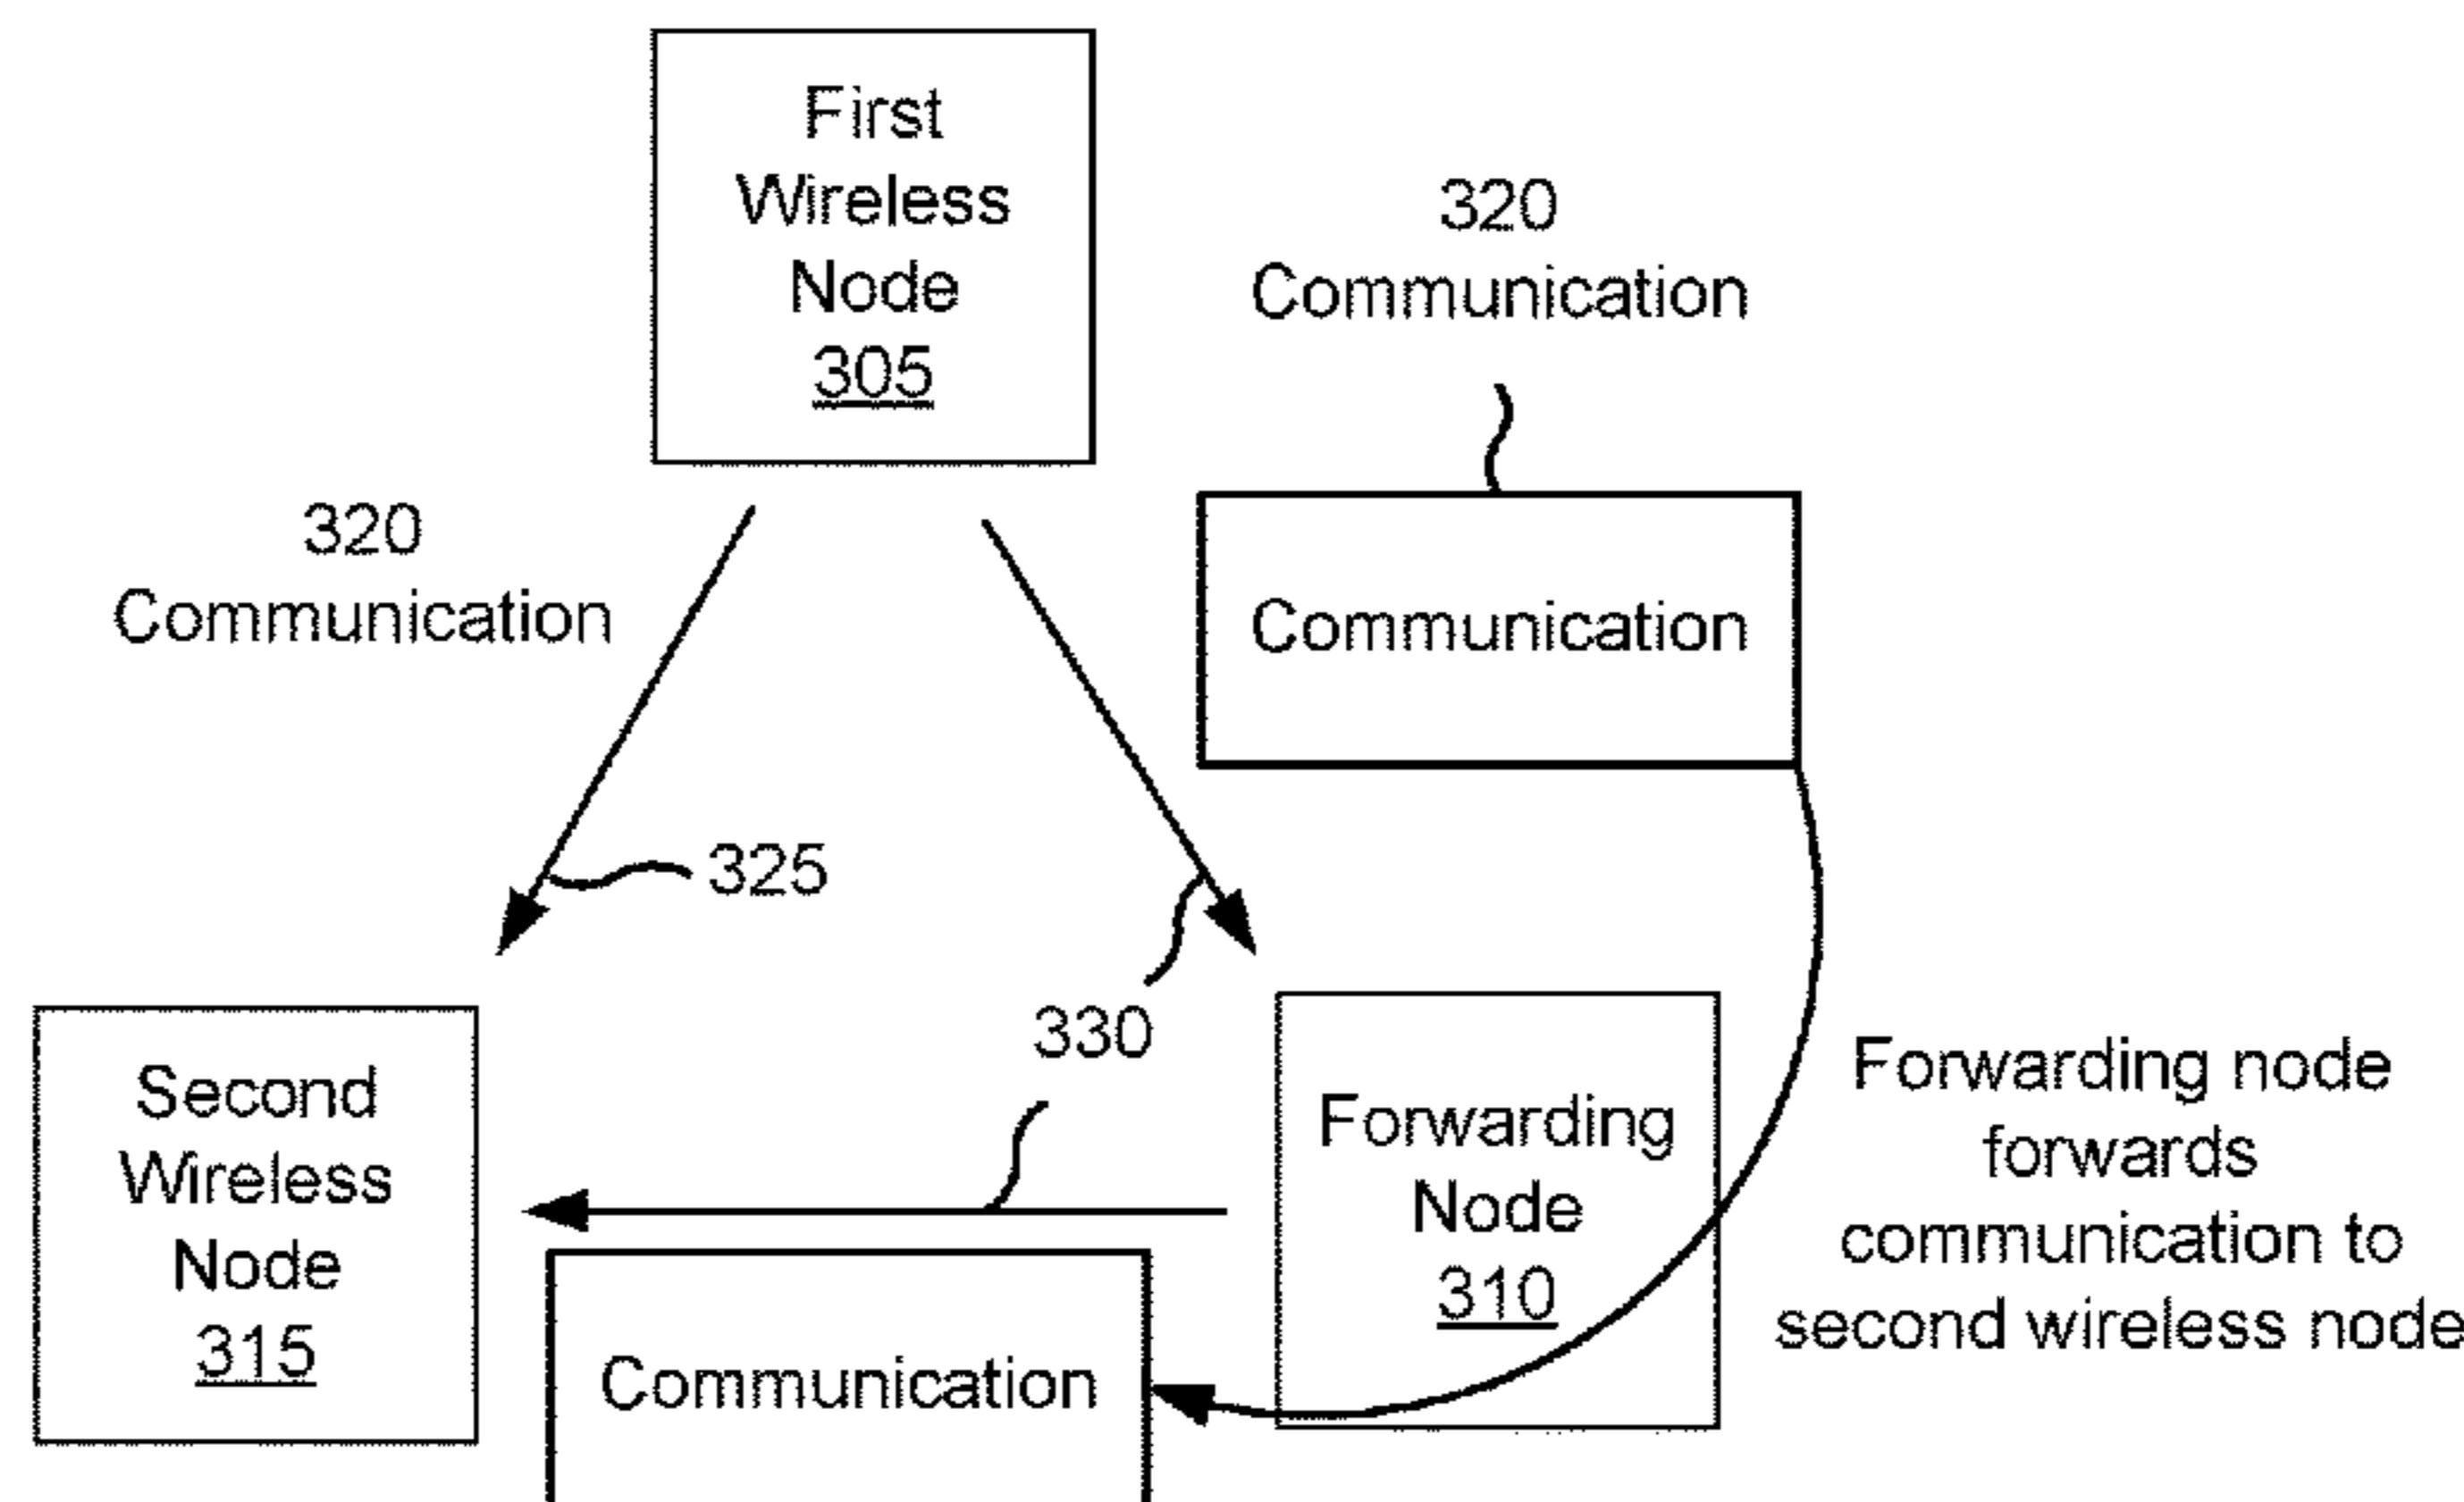 First
Wireless
Node
305
320
Communication
320
Communication
Communication
325
330
Second
Wireless
Node
315
Forwarding
Node
310
Forwarding node
forwards
communication to
second wireless node
Communication